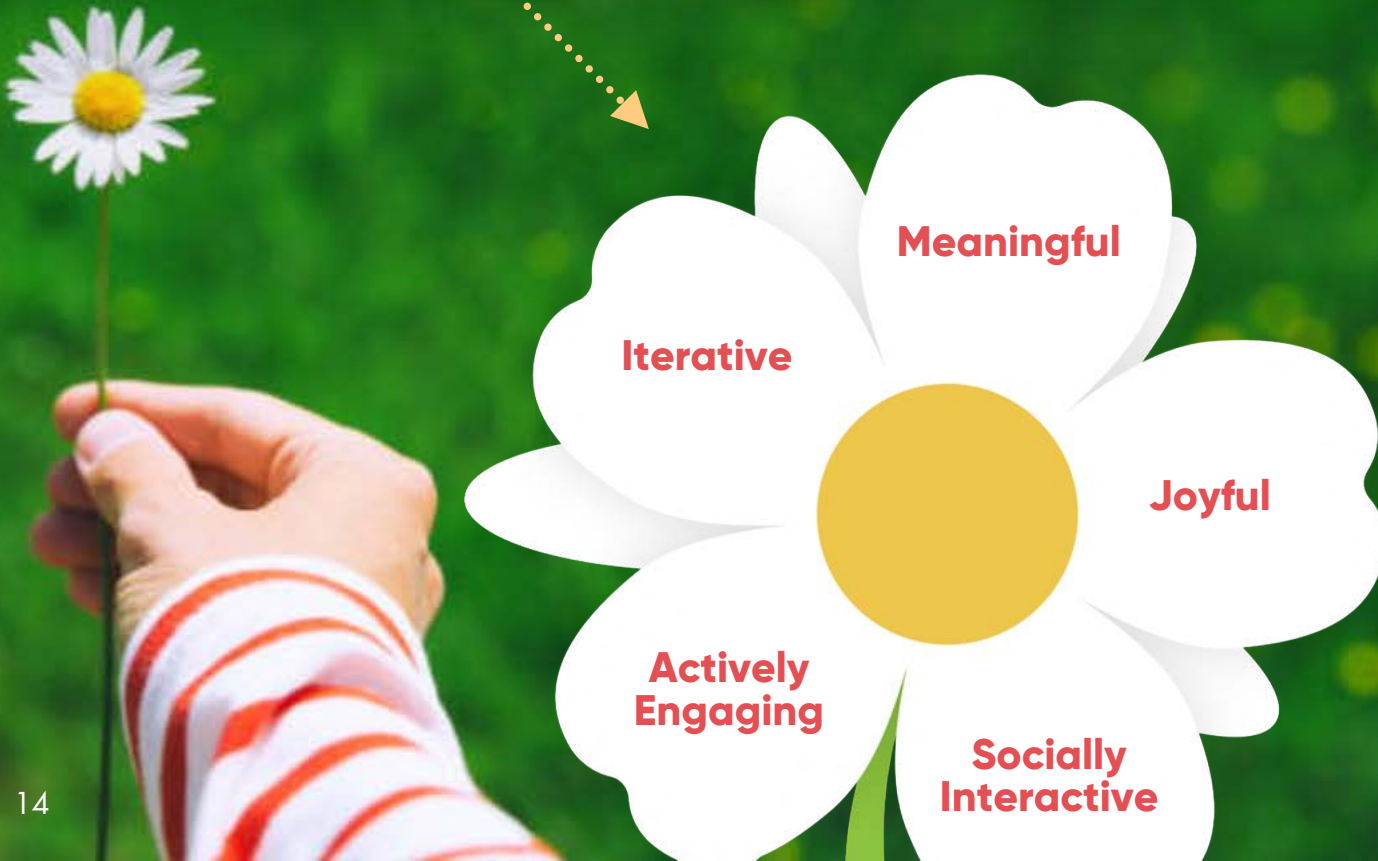 Meaningful
Iterative
Joyful
Actively
Engaging
Socially
Interactive
14